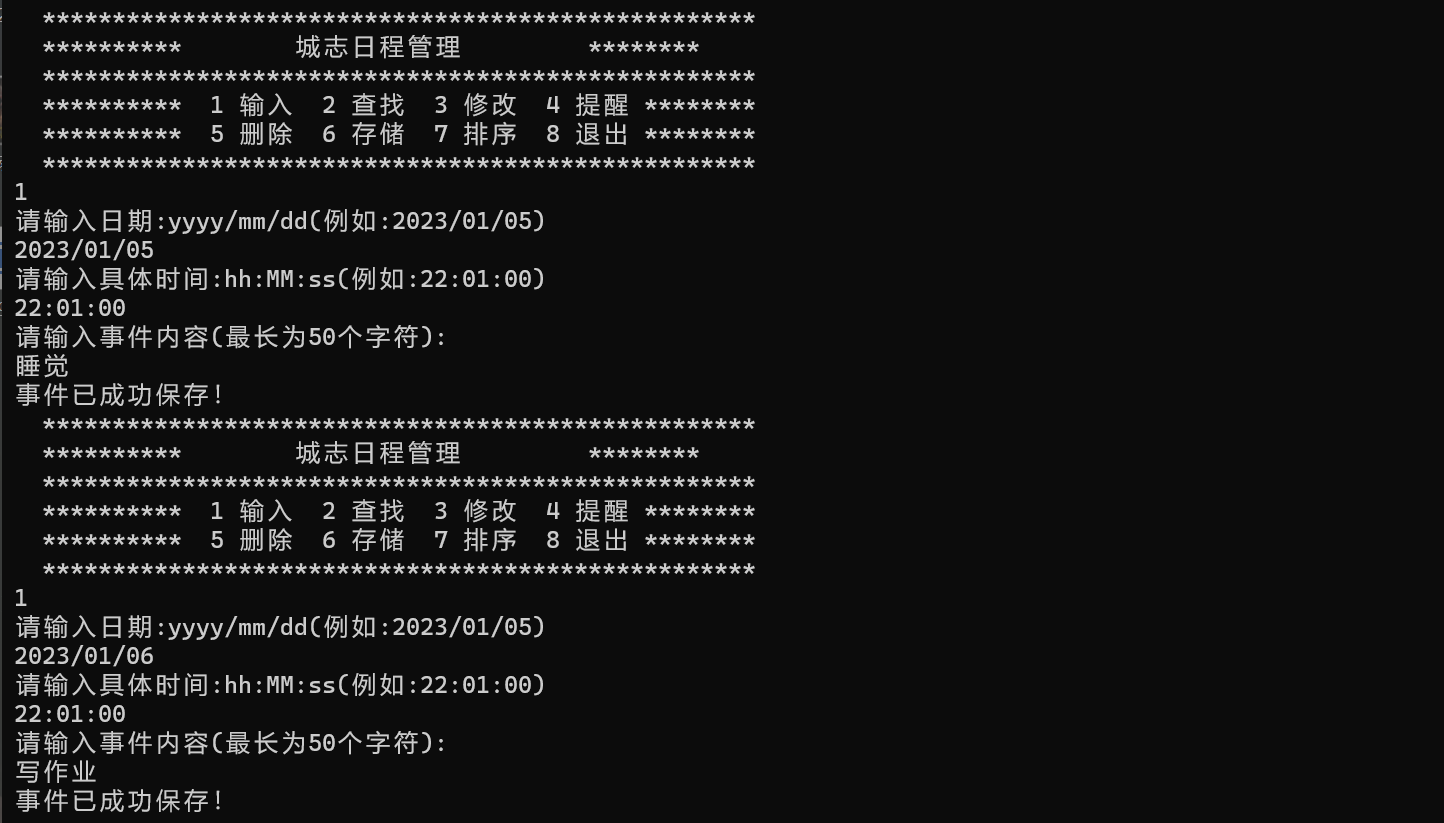 ***************************************************
**********        城志日程管理         ********
***************************************************
**********  1 输入  2 查找  3 修改  4 提醒 ********
**********  5 删除  6 存储  7 排序  8 退出 ********
***************************************************
1
请输入日期:yyyy/mm/dd(例如:2023/01/05)
2023/01/05
请输入具体时间:hh:MM:ss(例如:22:01:00)
22:01:00
请输入事件内容(最长为50个字符):
睡觉
事件已成功保存!
***************************************************
**********        城志日程管理         ********
***************************************************
**********  1 输入  2 查找  3 修改  4 提醒 ********
**********  5 删除  6 存储  7 排序  8 退出 ********
***************************************************
1
请输入日期:yyyy/mm/dd(例如:2023/01/05)
2023/01/06
请输入具体时间:hh:MM:ss(例如:22:01:00)
22:01:00
请输入事件内容(最长为50个字符):
写作业
事件已成功保存!